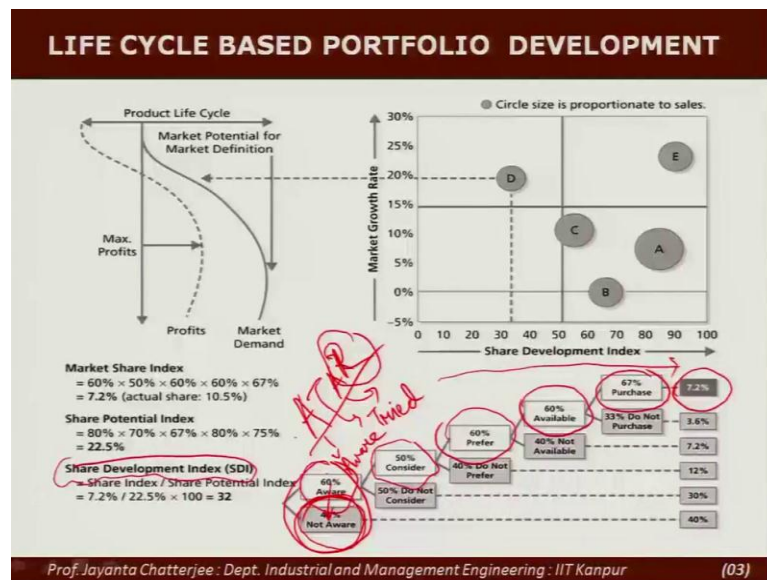 LIFE CYCLE BASED PORTFOLIO DEVELOPMENT
Product Life Cycle
Market Potential for
Market Definition
Max.
Profits
Profits
Market
Demand
Circle size is proportionate to sales.
Market Growth Rate
30%
25%
20%
15%
10%
5%
0%
-5%
D
E
C
A
B
0 10 20 30 40 50 60 70 80 90 100
Share Development Index
Market Share Index
= 60% × 50% × 60% × 60% × 67%
= 7.2% (actual share: 10.5%)
Share Potential Index
= 80% × 70% × 67% × 80% × 75%
= 22.5%
Share Development Index (SDI)
= Share Index / Share Potential Index
= 7.2% / 22.5% × 100 = 32
ATAR
Tried
Aware
60%
Aware
Not Aware
50%
Consider
50% Do Not
Consider
60%
Prefer
40% Do Not
Prefer
60%
Available
40% Not
Available
67%
Purchase
33% Do Not
Purchase
7.2%
3.6%
7.2%
12%
30%
40%
Prof. Jayanta Chatterjee : Dept. Industrial and Management Engineering : IIT Kanpur
(03)